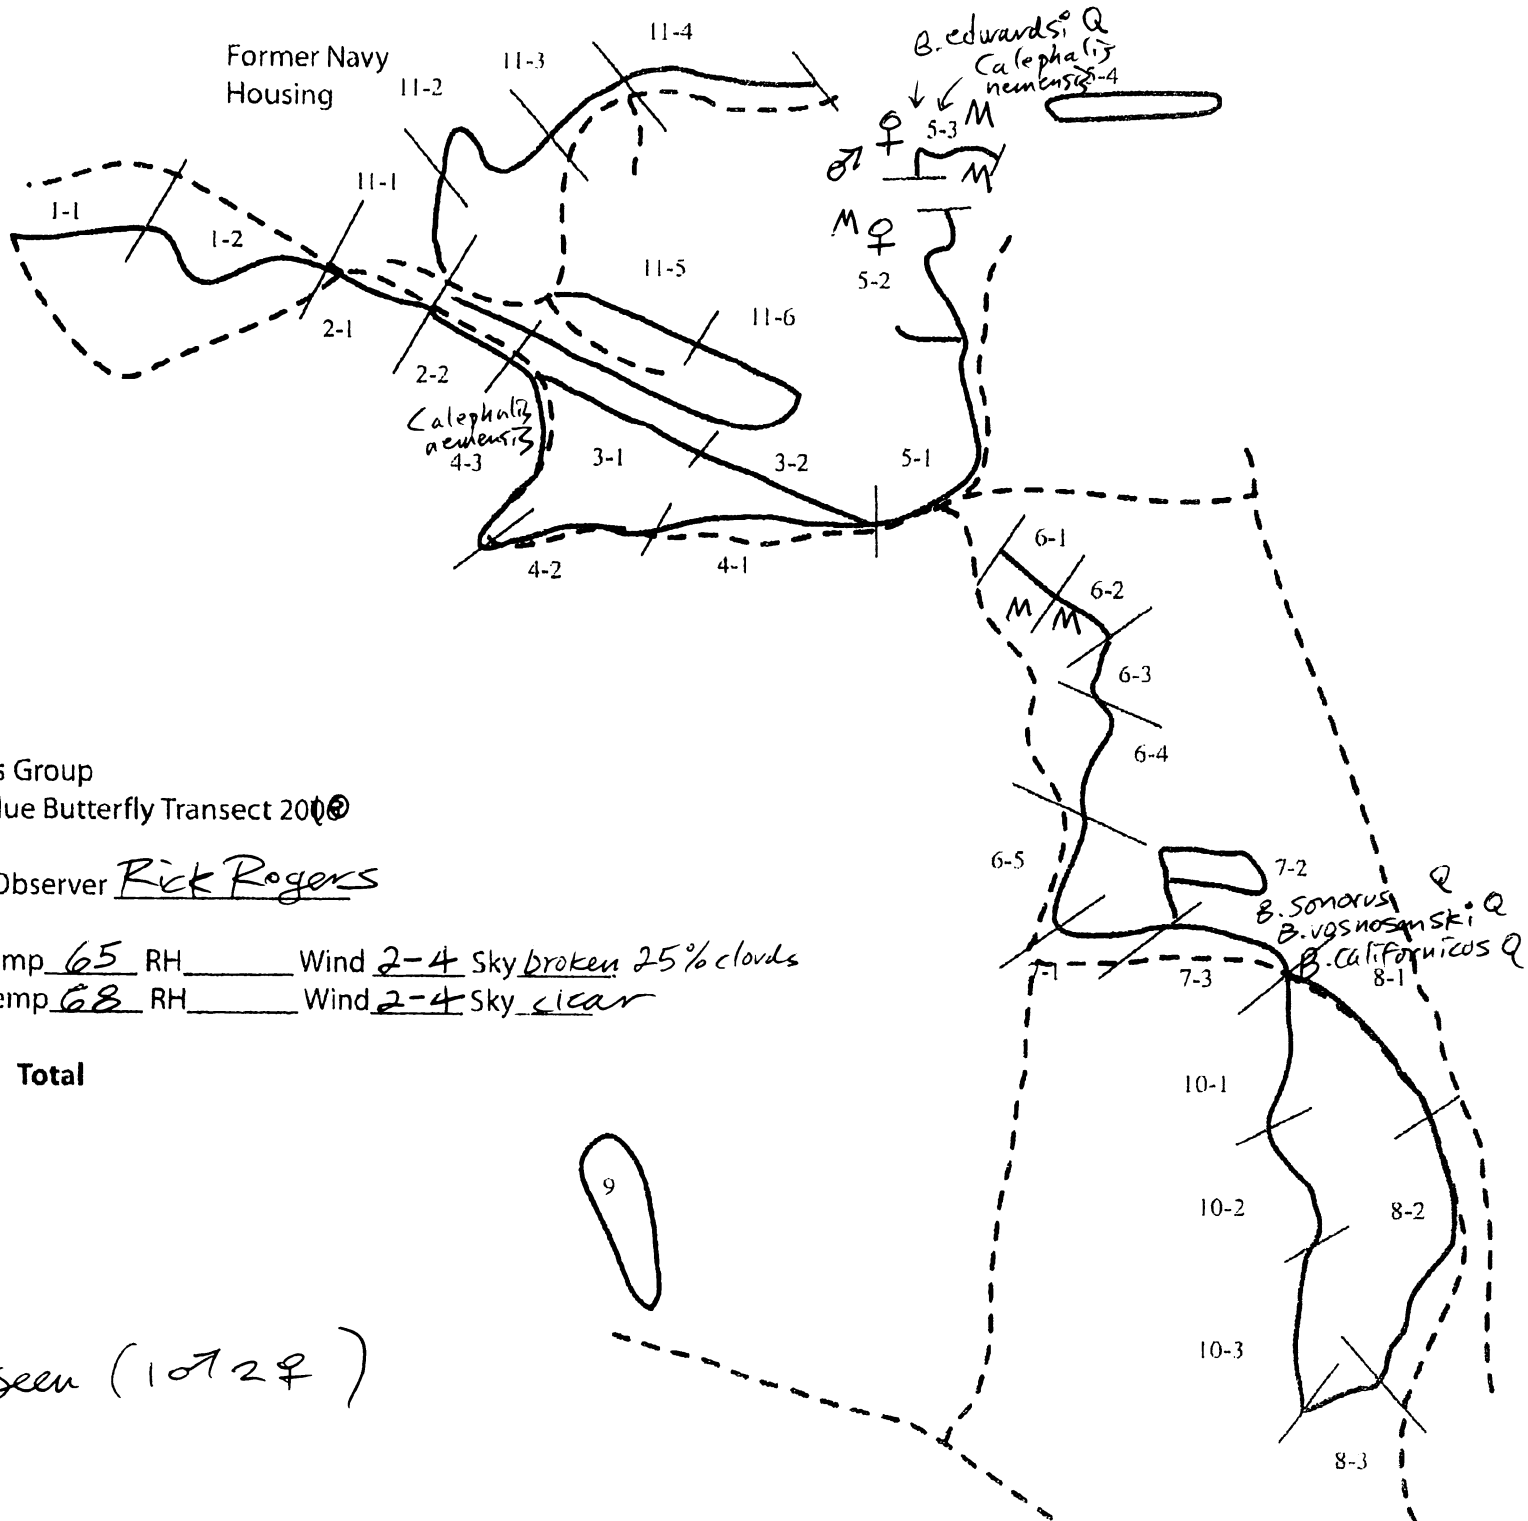 11-4
B. edwardsi Q
Calephalis
nemensis
5-4
Former Navy
Housing
11-3
11-2
5-3
M
♀
♂
M
11-1
1-1
1-2
M ♀
5-2
11-5
11-6
2-1
2-2
Calephalis
nemensis
4-3
3-1
3-2
5-1
4-2
4-1
6-1
6-2
M
M
6-3
6-4
s Group
lue Butterfly Transect
6-5
7-2
Observer Rick Rogers
B. sonorus Q
B. vosnosenski Q
B. californicos Q
mp 65 RH Wind 2-4 Sky broken 25% clouds
7-1
7-3
8-1
emp 68 RH Wind 2-4 Sky clear
Total
10-1
9
10-2
8-2
10-3
seen (1♂ 2♀)
8-3